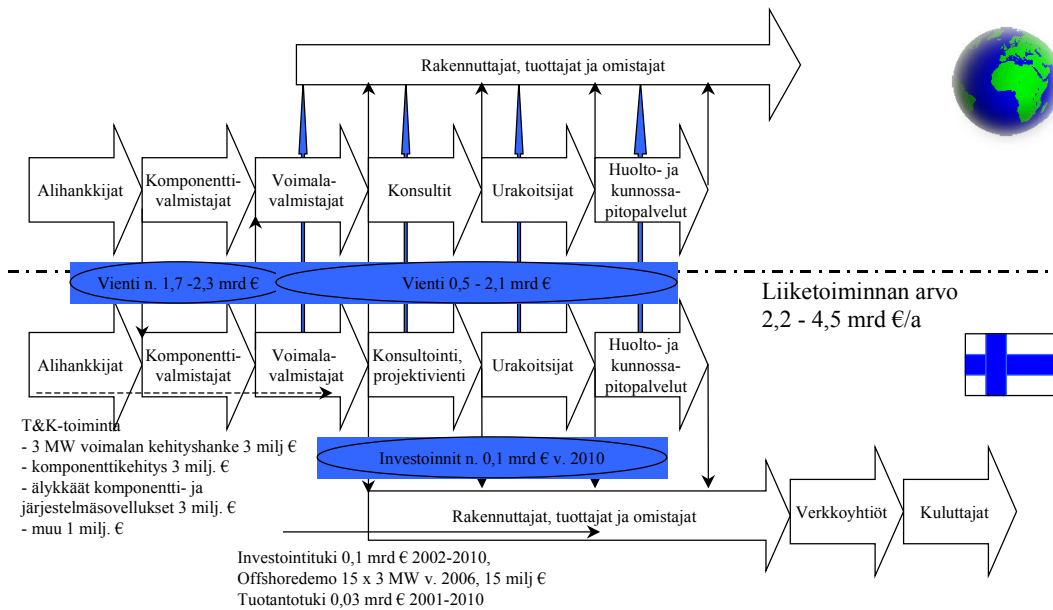 Rakennuttajat, tuottajat ja omistajat
Alihankkijat
Komponentti-
valmistajat
Voimala-
valmistajat
Konsultit
Urakoitsijat
Huolto- ja
kunnossa-
pitopalvelut
Vienti n. 1,7 -2,3 mrd €
Vienti 0,5 - 2,1 mrd €
Liiketoiminnan arvo
2,2 - 4,5 mrd €/a
Alihankkijat
Komponentti-
valmistajat
Voimala-
valmistajat
Konsultointi,
projektivienti
Urakoitsijat
Huolto- ja
kunnossa-
pitopalvelut
T&K-toiminta
- 3 MW voimalan kehityshanke 3 milj €
- komponenttikehitys 3 milj. €
- älykkäät komponentti- ja
järjestelmäsovellukset 3 milj. €
- muu 1 milj. €
Investoinnit n. 0,1 mrd € v. 2010
Rakennuttajat, tuottajat ja omistajat
Verkkoyhtiöt
Kuluttajat
Investointituki 0,1 mrd € 2002-2010,
Offshoredemo 15 x 3 MW v. 2006, 15 milj €
Tuotantotuki 0,03 mrd € 2001-2010